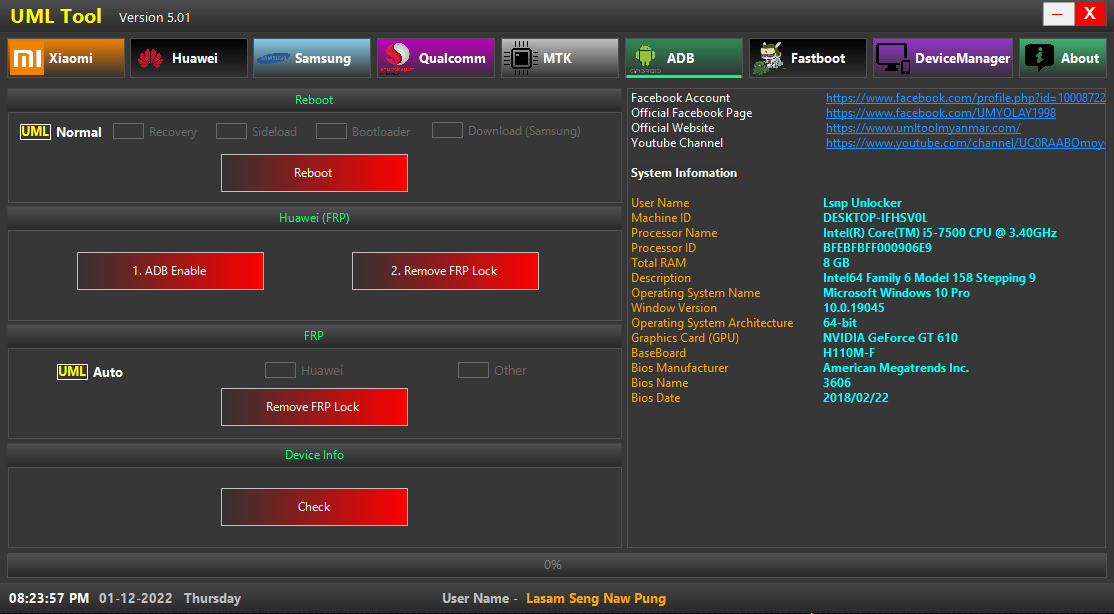 UML Tool Version 5.01
Xiaomi Huawei SAMSUNG Samsung snapdragon Qualcomm MTK ANDROID ADB Fastboot DeviceManager About
Reboot
UML Normal Recovery Sideload Bootloader Download (Samsung)
Reboot
Huawei (FRP)
1. ADB Enable 2. Remove FRP Lock
FRP
UML Auto Huawei Other
Remove FRP Lock
Device Info
Check
Facebook Account https://www.facebook.com/profile.php?id=10008722
Official Facebook Page https://www.facebook.com/UMYOLAY1998
Official Website https://www.umltoolmyanmar.com/
Youtube Channel https://www.youtube.com/channel/UC0RAABOmoy
System Infomation
User Name Lsnp Unlocker
Machine ID DESKTOP-IFHSV0L
Processor Name Intel(R) Core(TM) i5-7500 CPU @ 3.40GHz
Processor ID BFEBFBFF000906E9
Total RAM 8 GB
Description Intel64 Family 6 Model 158 Stepping 9
Operating System Name Microsoft Windows 10 Pro
Window Version 10.0.19045
Operating System Architecture 64-bit
Graphics Card (GPU) NVIDIA GeForce GT 610
BaseBoard H110M-F
Bios Manufacturer American Megatrends Inc.
Bios Name 3606
Bios Date 2018/02/22
0%
08:23:57 PM 01-12-2022 Thursday User Name - Lasam Seng Naw Pung